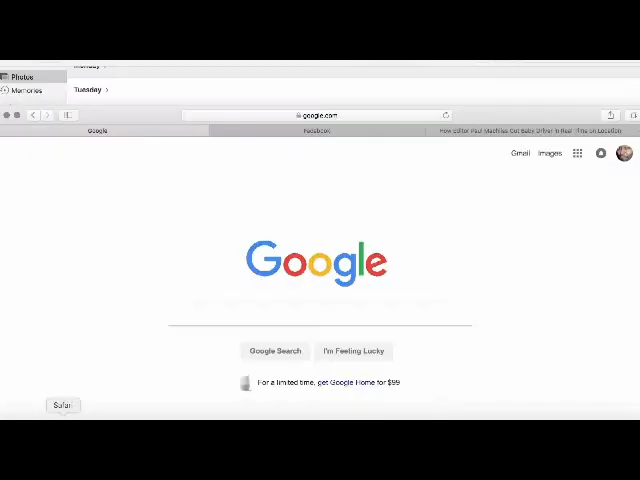 Monday
Photos
Memories
Tuesday >
google.com
Google
Facebook
How Editor Paul Machliss Cut Baby Driver in Real Time on Location
Gmail Images
Google
Google Search I'm Feeling Lucky
For a limited time, get Google Home for $99
Safari